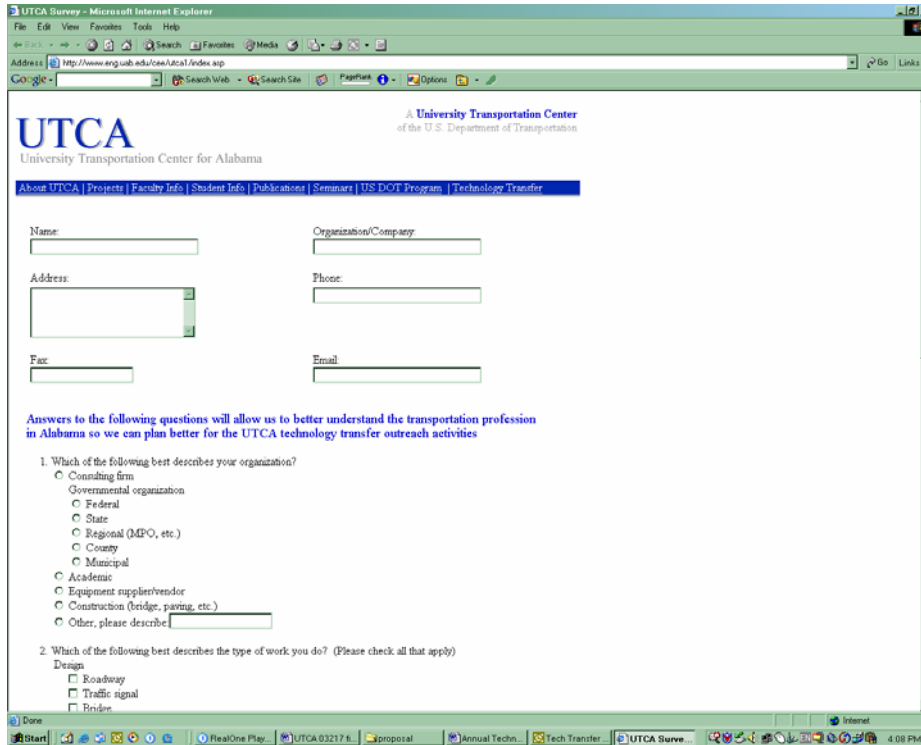 UTCA Survey - Microsoft Internet Explorer
File Edit View Favorites Tools Help
Back Search Favorites Media
Address http://www.eng.uab.edu/cee/utca1/index.asp Go Links
Google Search Web Search Site PageRank Options
UTCA
University Transportation Center for Alabama
A University Transportation Center
of the U.S. Department of Transportation
About UTCA | Projects | Faculty Info | Student Info | Publications | Seminars | US DOT Program | Technology Transfer
Name: Organization/Company:
Address: Phone:
Fax: Email:
Answers to the following questions will allow us to better understand the transportation profession
in Alabama so we can plan better for the UTCA technology transfer outreach activities
1. Which of the following best describes your organization?
Consulting firm
Governmental organization
Federal
State
Regional (MPO, etc.)
County
Municipal
Academic
Equipment supplier/vendor
Construction (bridge, paving, etc.)
Other, please describe:
2. Which of the following best describes the type of work you do? (Please check all that apply)
Design
Roadway
Traffic signal
Bridge
Done Internet
Start RealOne Play... UTCA 03217 fi... proposal Annual Techn... Tech Transfer ... UTCA Surve... 4:08 PM